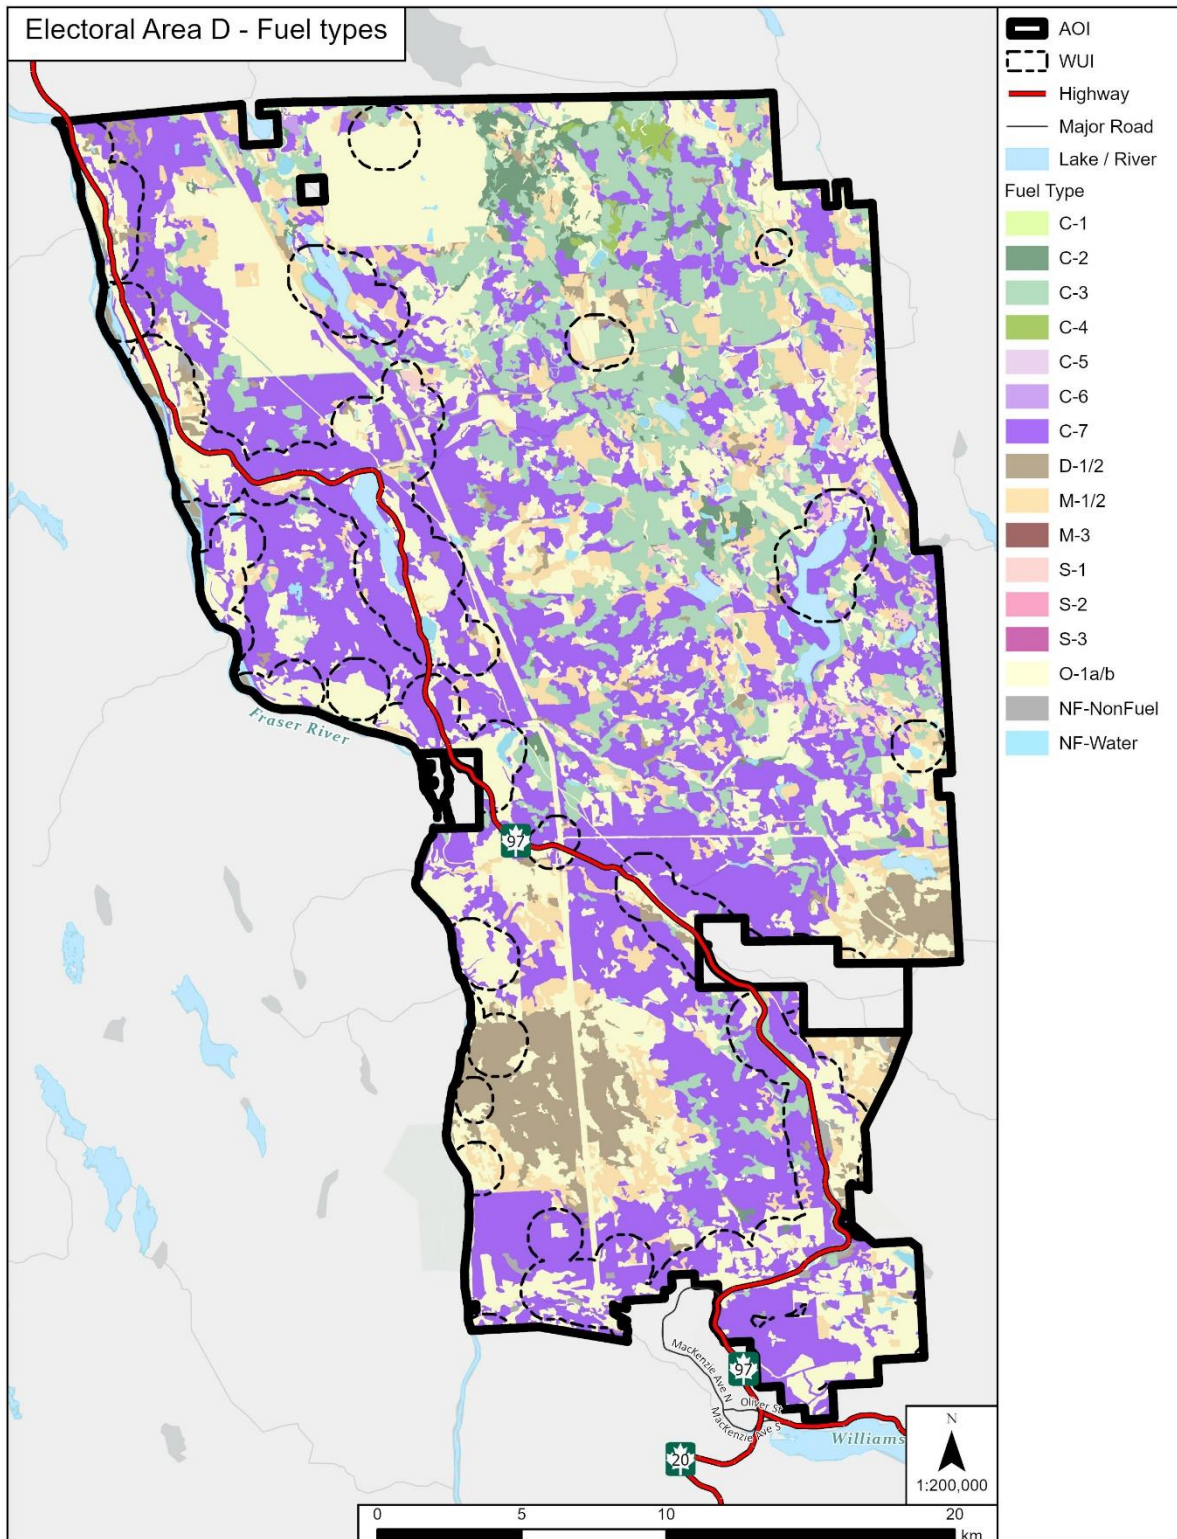 Electoral Area D - Fuel types
AOI
WUI
Highway
Major Road
Lake / River
Fuel Type
C-1
C-2
C-3
C-4
C-5
C-6
C-7
D-1/2
M-1/2
M-3
S-1
S-2
S-3
O-1a/b
NF-NonFuel
NF-Water
Fraser River
97
MacKenzie Ave N
97
Oliver St
MacKenzie Ave S
Williams
20
N
1:200,000
0 5 10 20
km